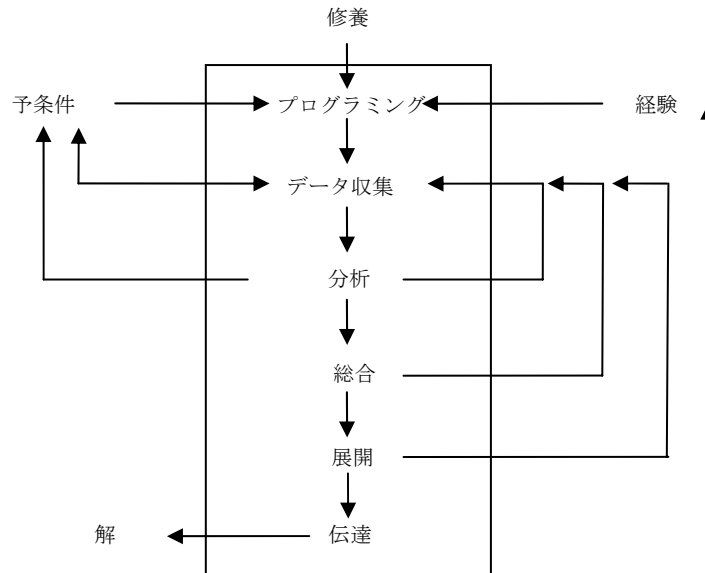 修養
予条件
プログラミング
経験
データ収集
分析
総合
展開
解
伝達